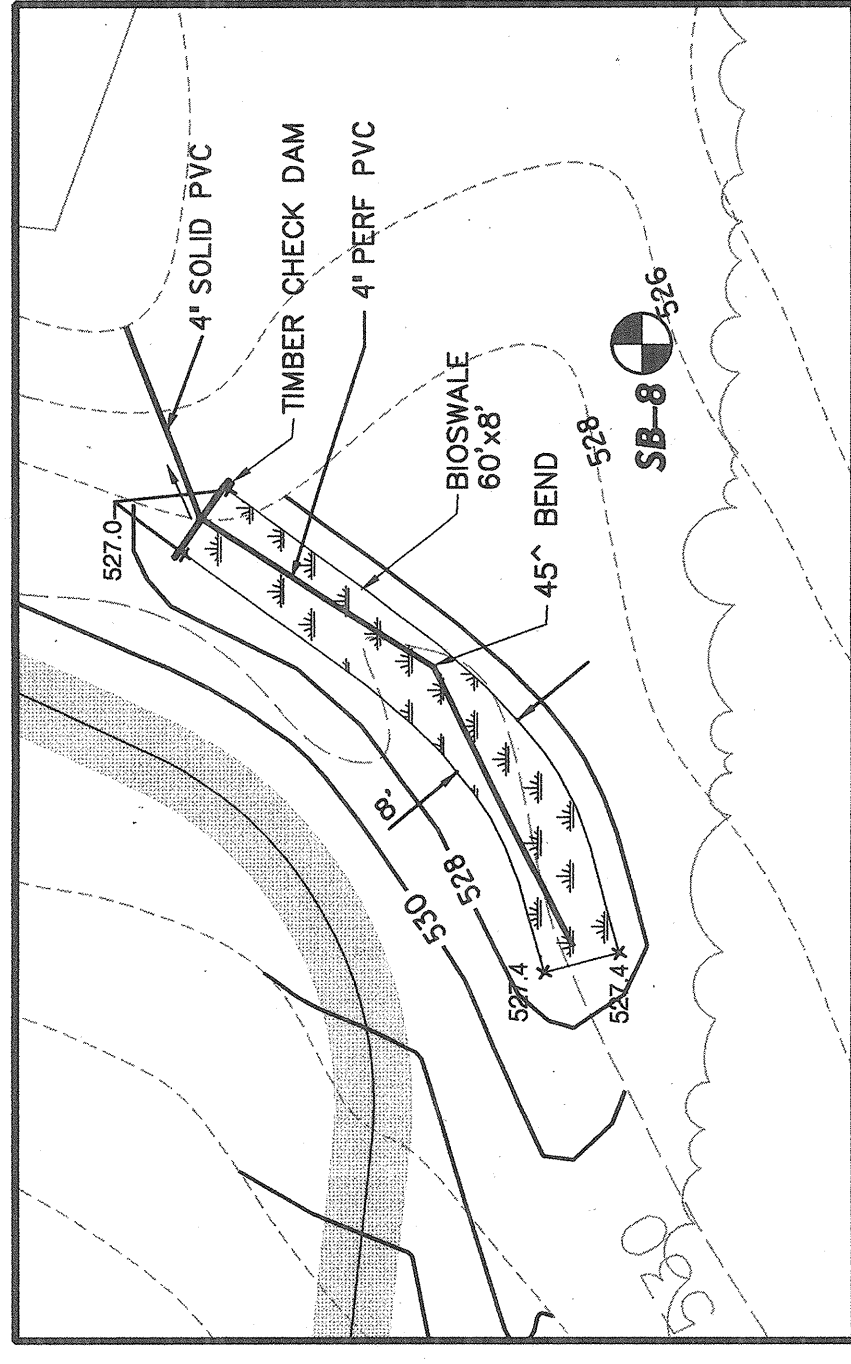 4" SOLID PVC
TIMBER CHECK DAM
4" PERF PVC
527.0
BIOSWALE
60'x8'
45^ BEND
8'
530
528
527.4
527.4
528
526
SB-8
530